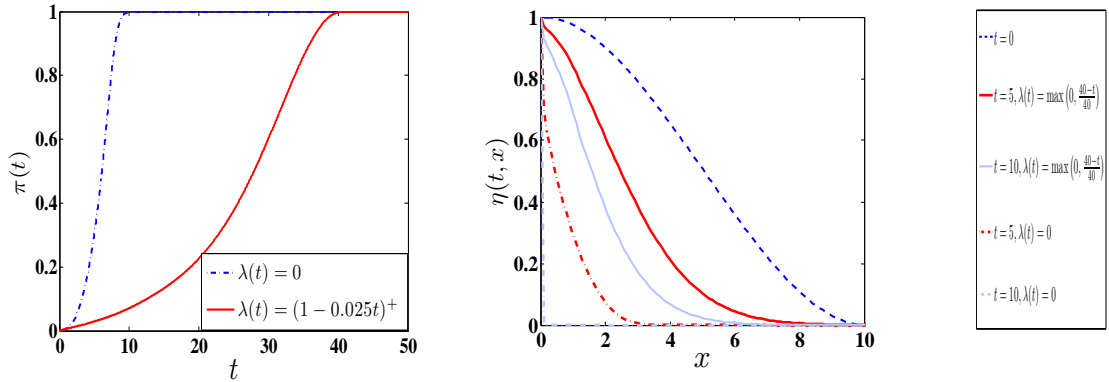 π(t)
1
0.8
0.6
0.4
0.2
0
0 10 20 30 40 50
t
λ(t) = 0
λ(t) = (1 − 0.025t)⁺
η(t, x)
1
0.8
0.6
0.4
0.2
0
0 2 4 6 8 10
x
t=0
t=5, λ(t) = max(0, (40−t)/40)
t=10, λ(t) = max(0, (40−t)/40)
t=5, λ(t) = 0
t=10, λ(t) = 0